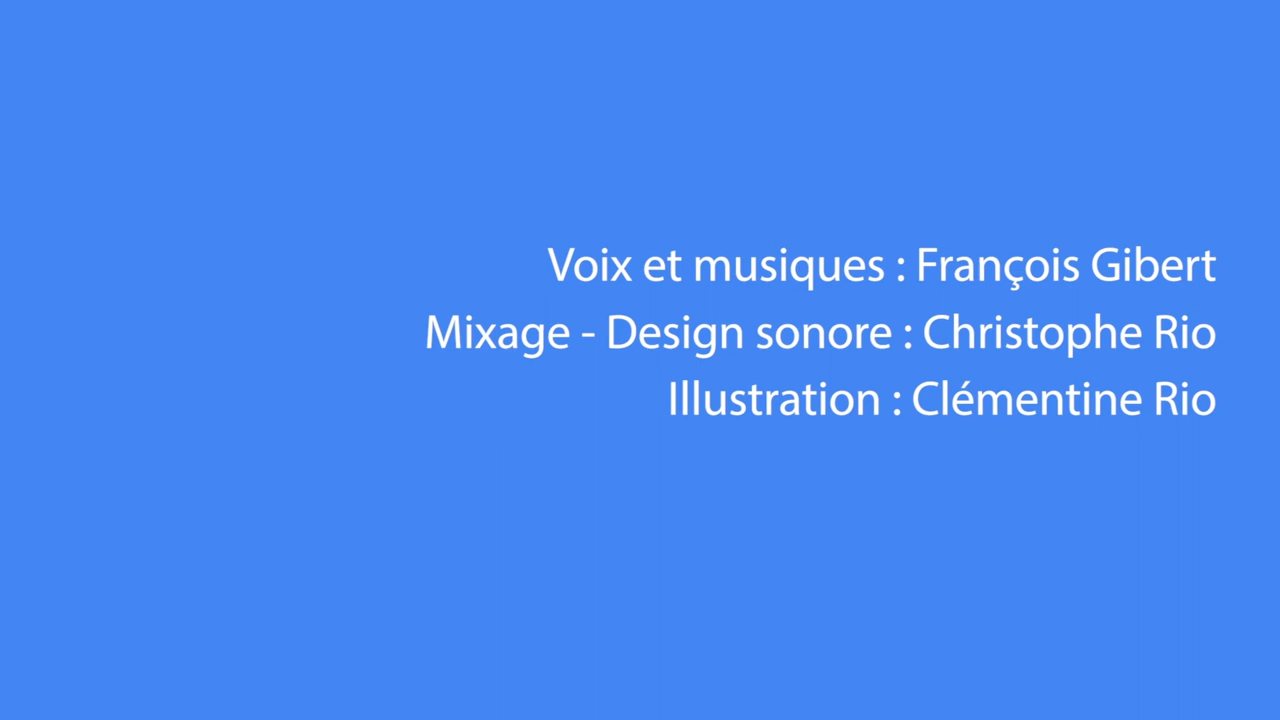 Voix et musiques : François Gibert
Mixage - Design sonore : Christophe Rio
Illustration : Clémentine Rio